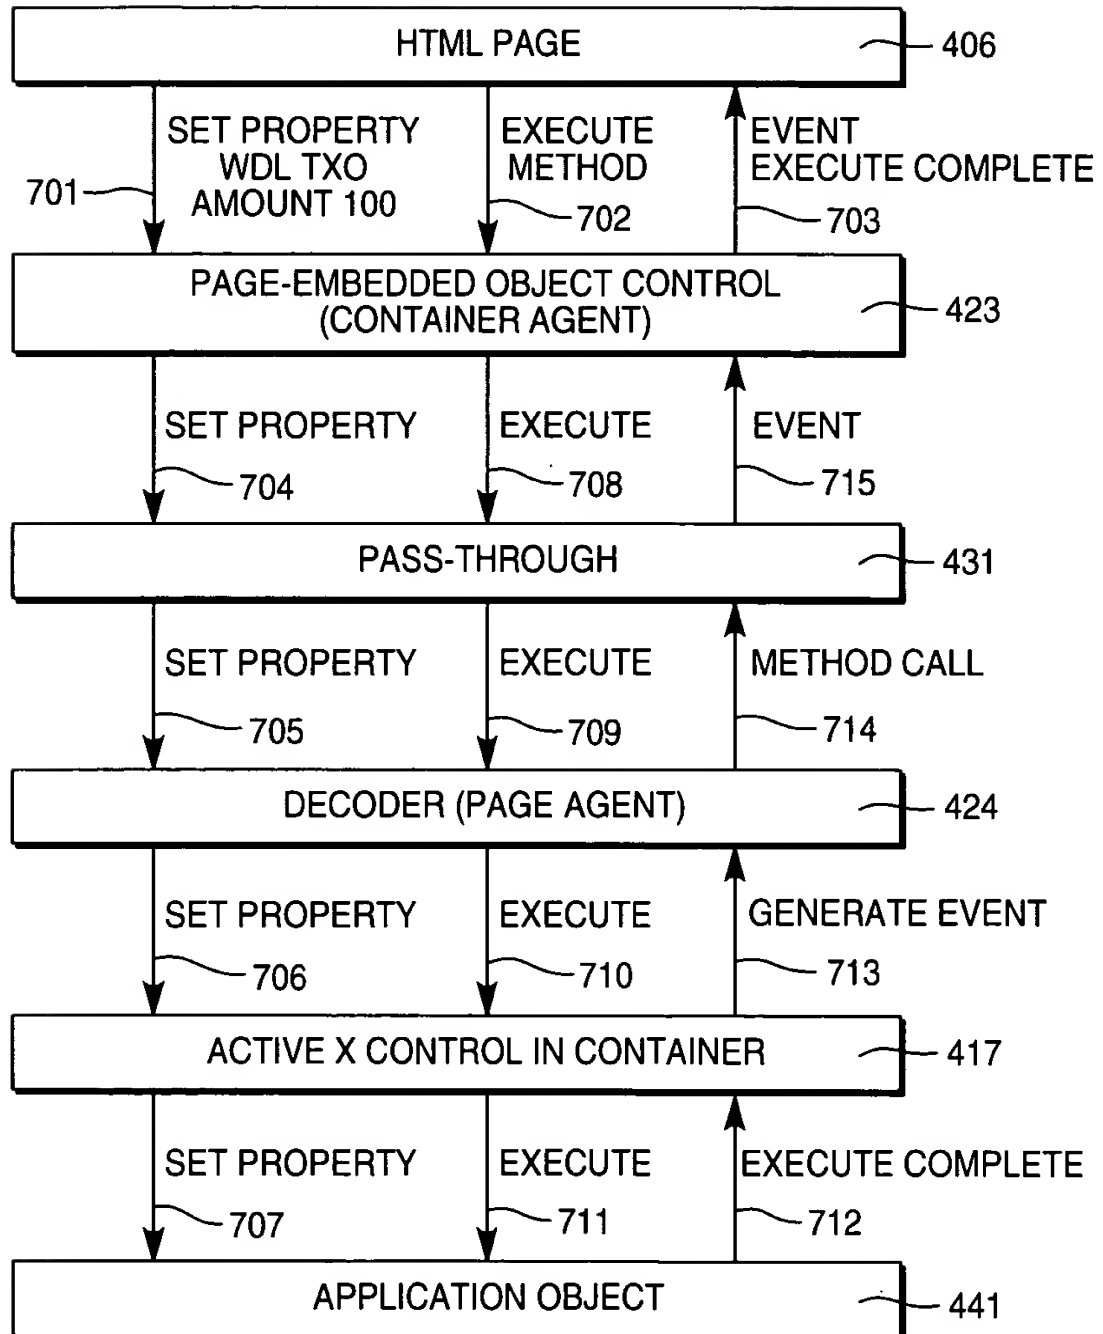 HTML PAGE
406
SET PROPERTY
WDL TXO
AMOUNT 100
701
EXECUTE
METHOD
702
EVENT
EXECUTE COMPLETE
703
PAGE-EMBEDDED OBJECT CONTROL
(CONTAINER AGENT)
423
SET PROPERTY
704
EXECUTE
708
EVENT
715
PASS-THROUGH
431
SET PROPERTY
705
EXECUTE
709
METHOD CALL
714
DECODER (PAGE AGENT)
424
SET PROPERTY
706
EXECUTE
710
GENERATE EVENT
713
ACTIVE X CONTROL IN CONTAINER
417
SET PROPERTY
707
EXECUTE
711
EXECUTE COMPLETE
712
APPLICATION OBJECT
441